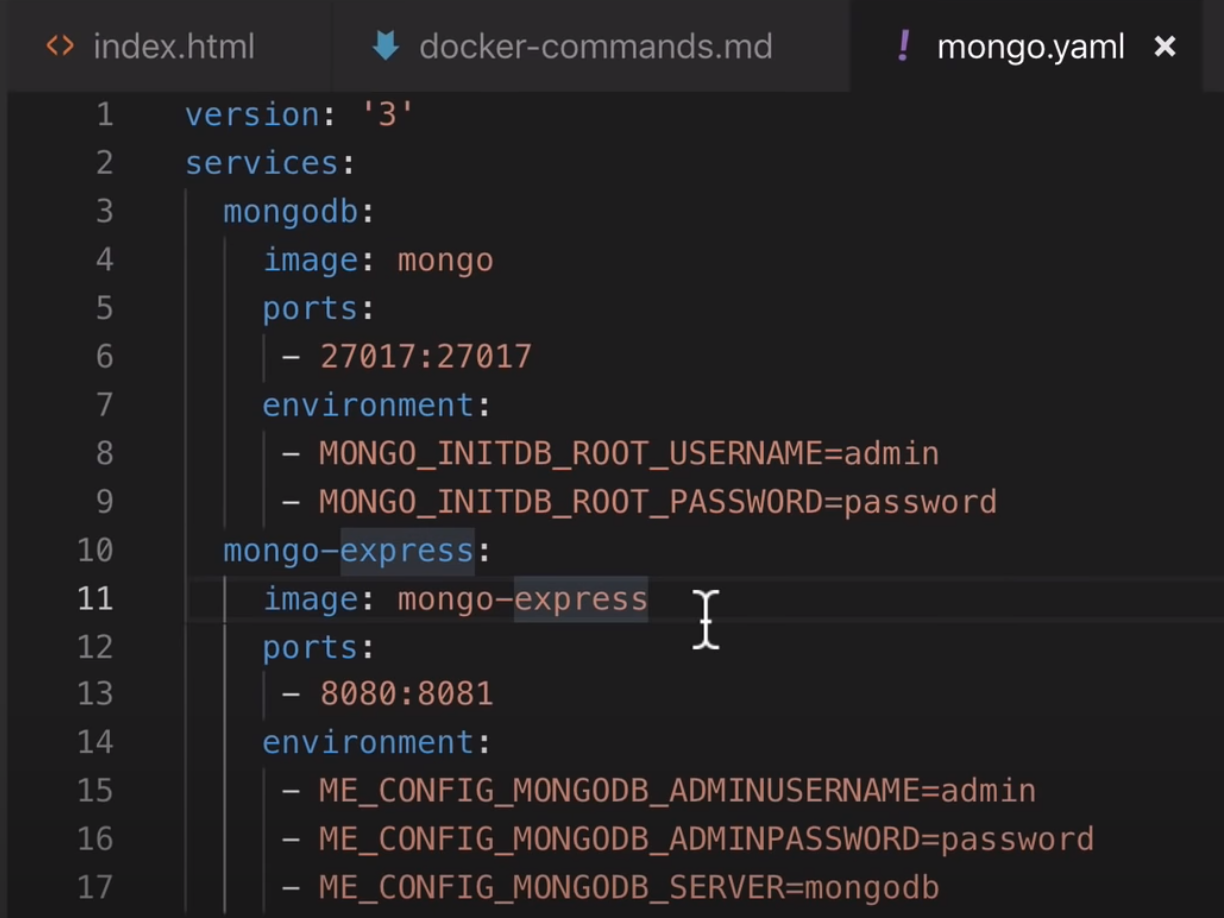 index.html docker-commands.md mongo.yaml
1 version: '3'
2 services:
3 mongodb:
4 image: mongo
5 ports:
6 - 27017:27017
7 environment:
8 - MONGO_INITDB_ROOT_USERNAME=admin
9 - MONGO_INITDB_ROOT_PASSWORD=password
10 mongo-express:
11 image: mongo-express
12 ports:
13 - 8080:8081
14 environment:
15 - ME_CONFIG_MONGODB_ADMINUSERNAME=admin
16 - ME_CONFIG_MONGODB_ADMINPASSWORD=password
17 - ME_CONFIG_MONGODB_SERVER=mongodb